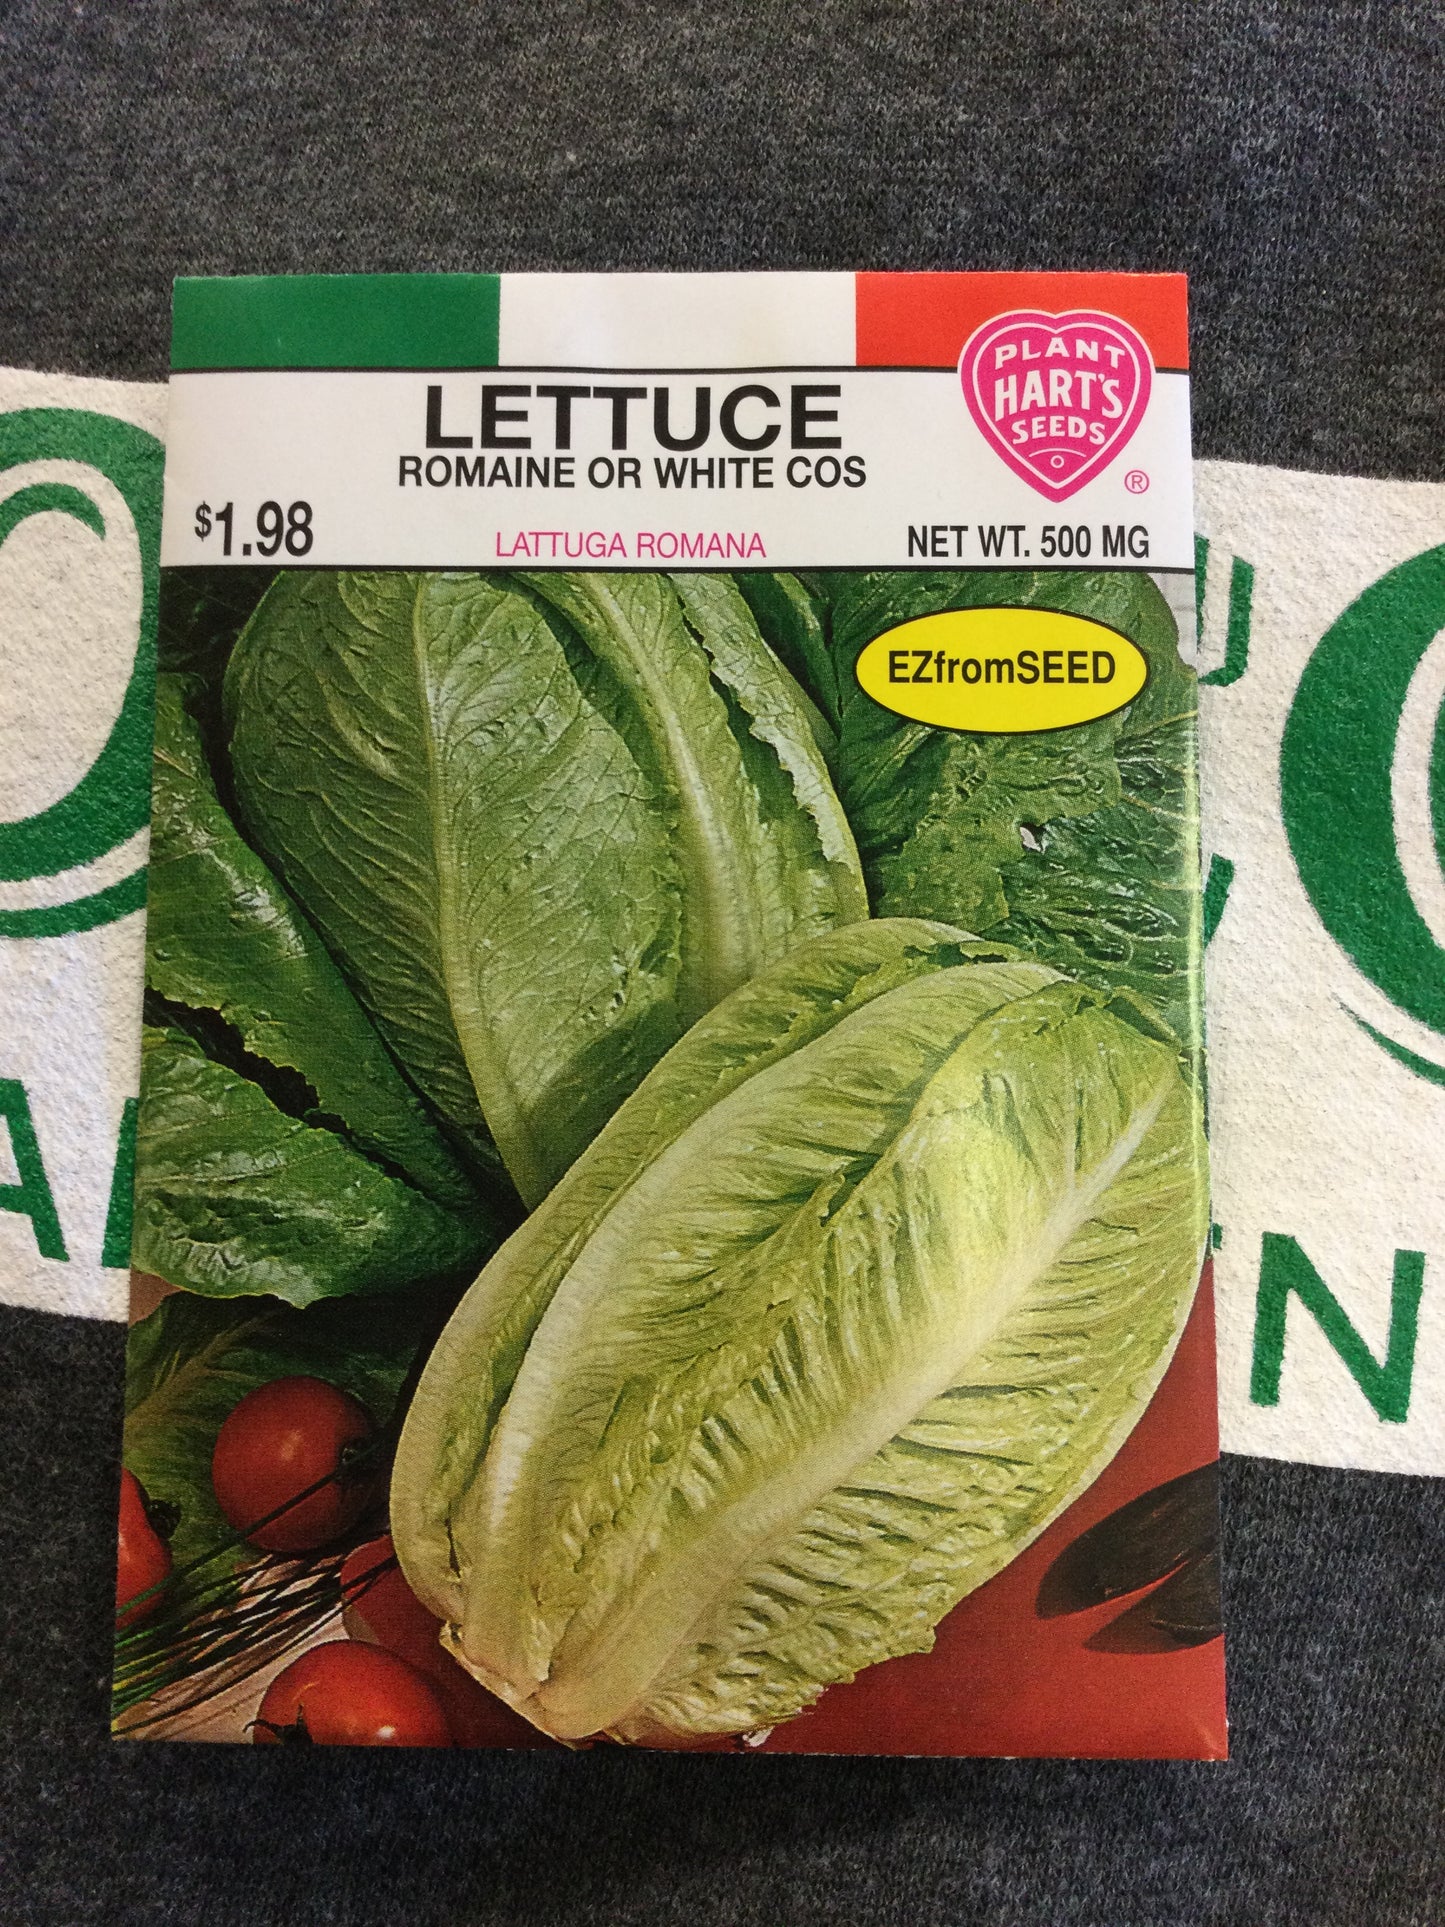 PLANT
HART'S
SEEDS
®
LETTUCE
ROMAINE OR WHITE COS
$1.98
LATTUGA ROMANA
NET WT. 500 MG
EZfromSEED